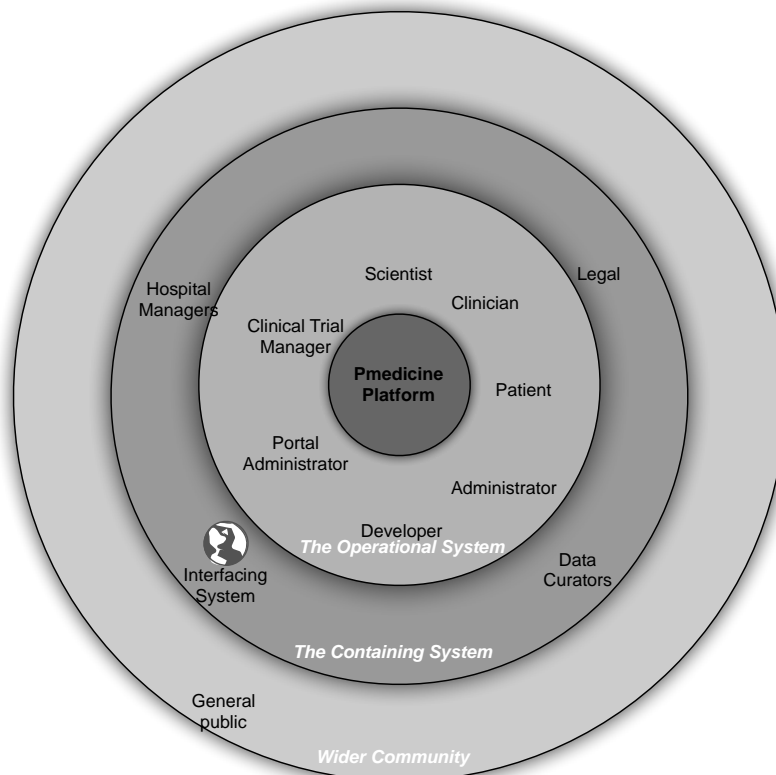 Scientist
Legal
Clinician
Hospital
Managers
Clinical Trial
Manager
Pmedicine
Platform
Patient
Portal
Administrator
Administrator
Developer
The Operational System
Data
Curators
Interfacing
System
The Containing System
General
public
Wider Community